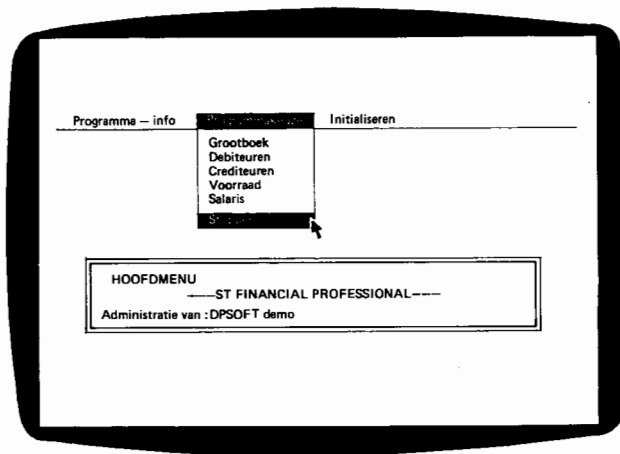 Programma – info Initialiseren
Grootboek
Debiteuren
Crediteuren
Voorraad
Salaris
HOOFDMENU
——ST FINANCIAL PROFESSIONAL——
Administratie van : DPSOFT demo